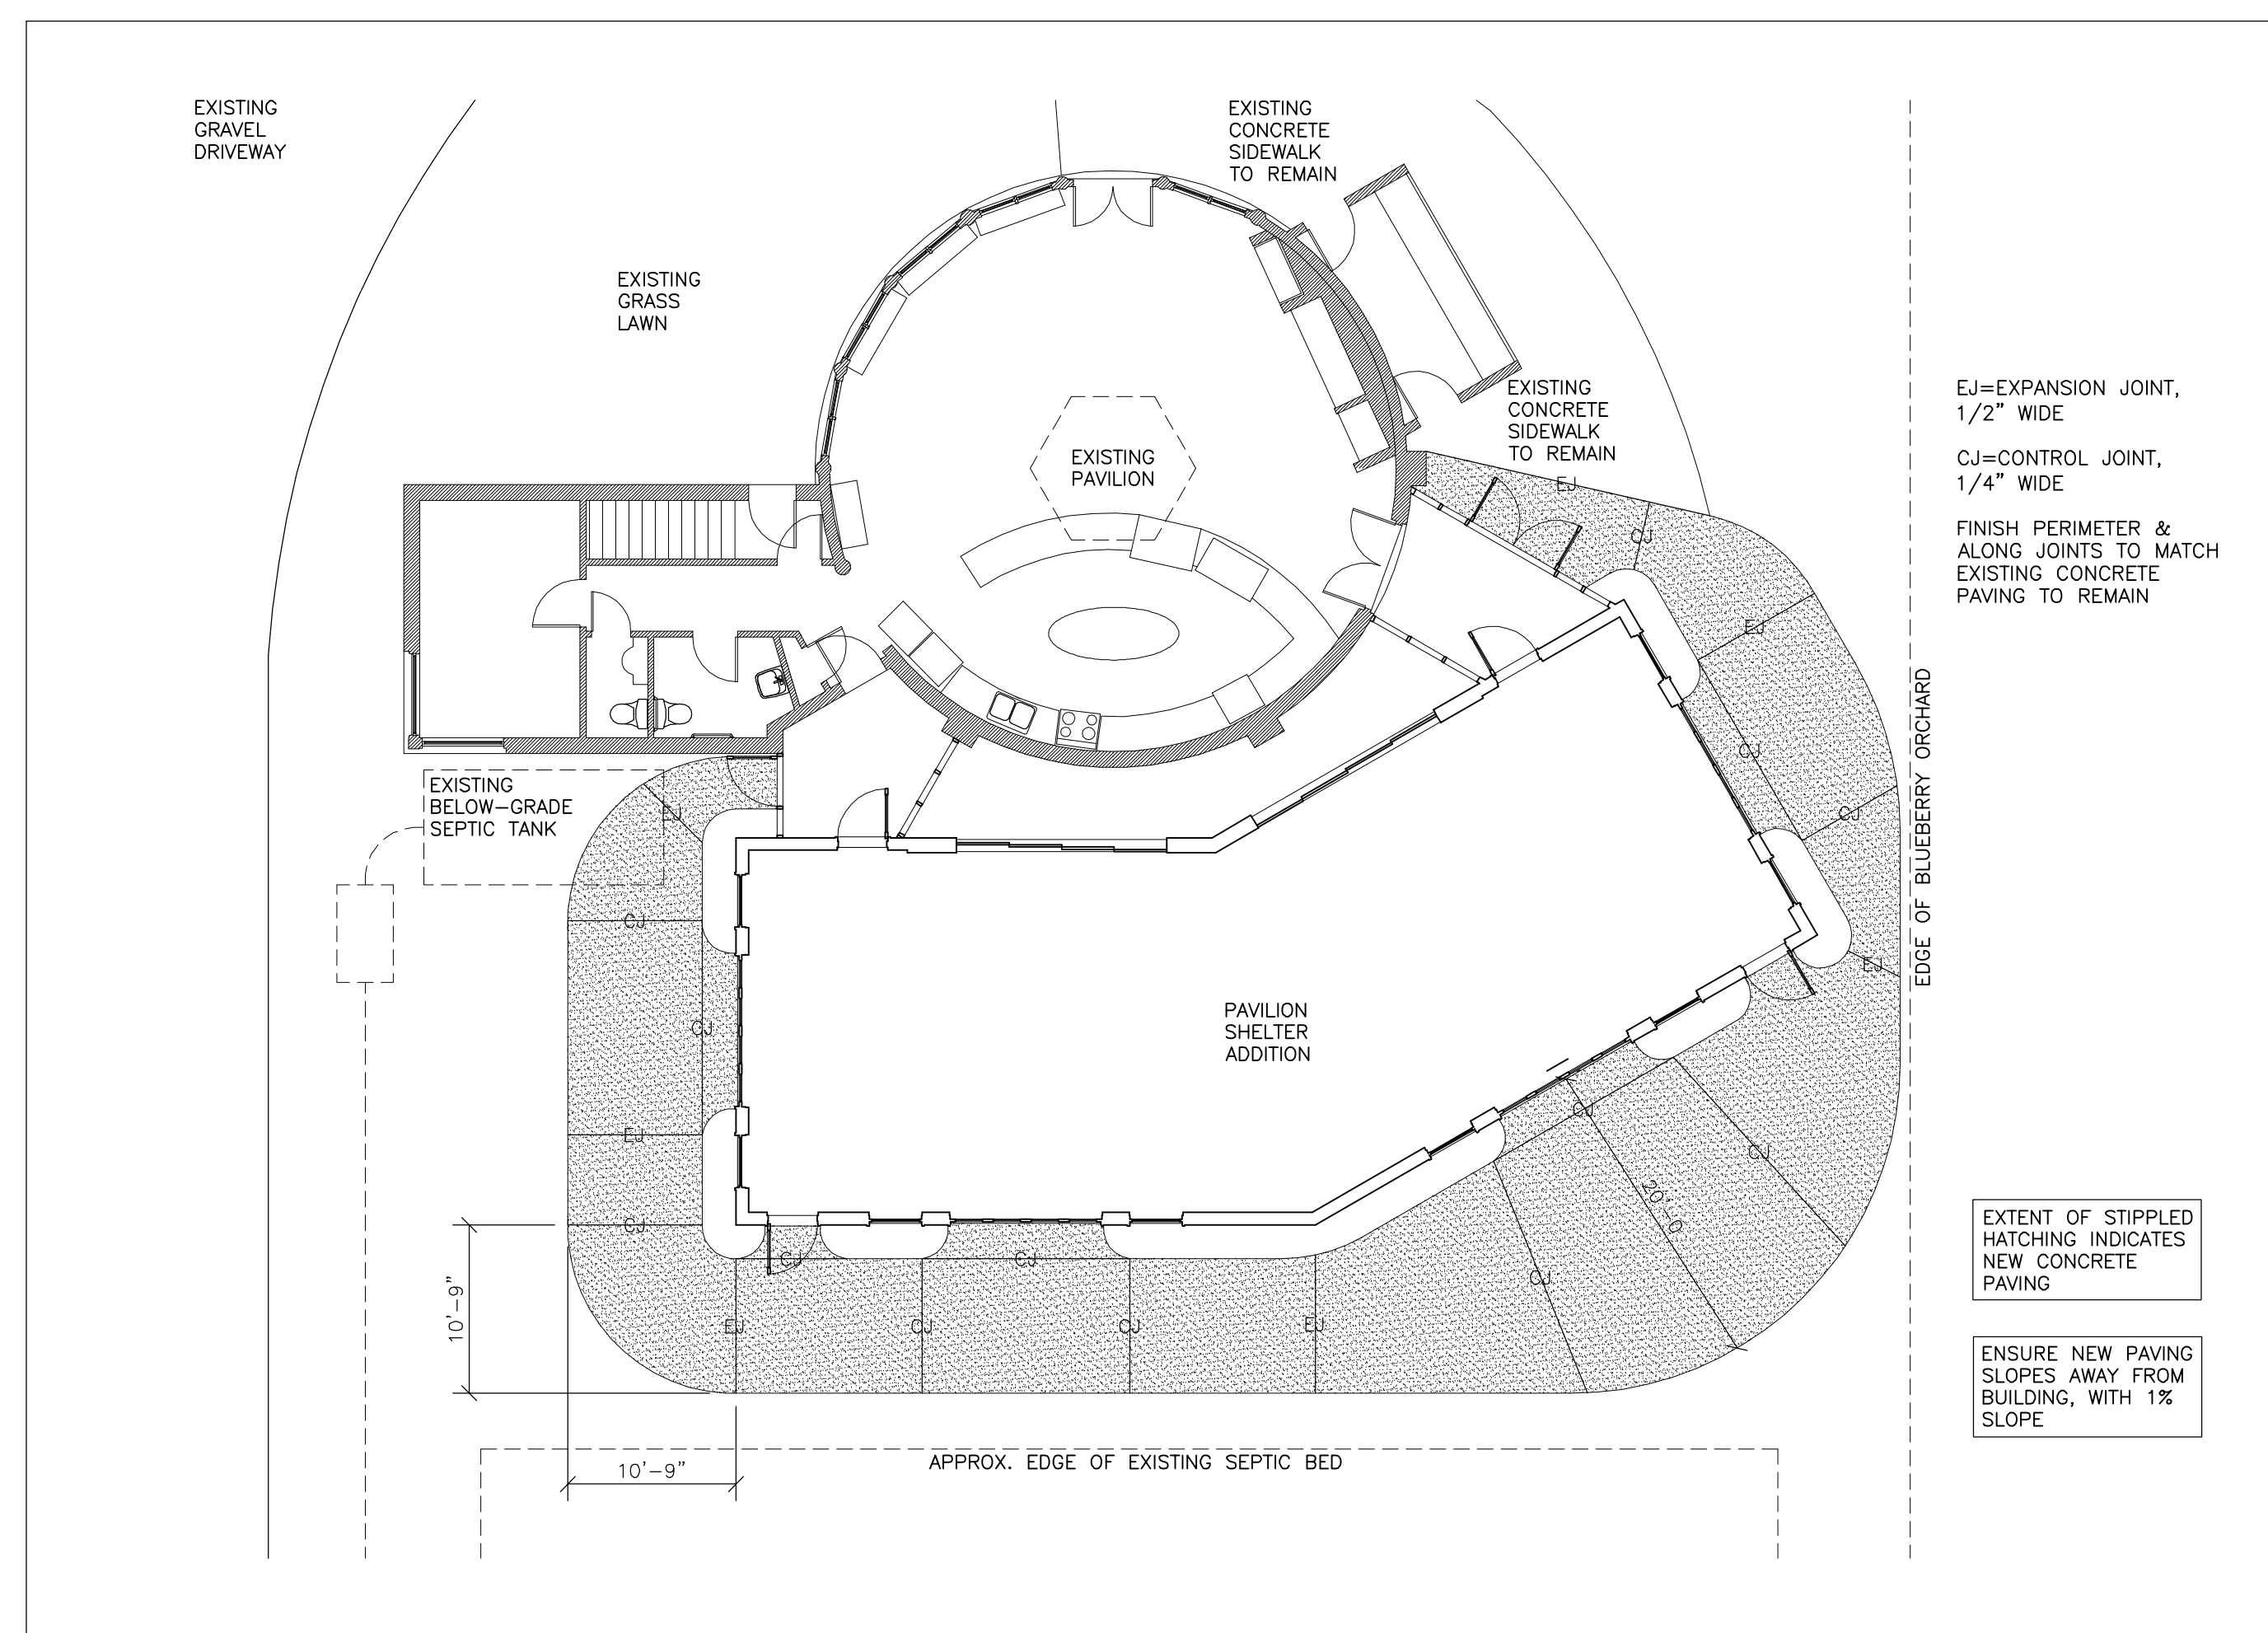 EXISTING
GRAVEL
DRIVEWAY
EXISTING
CONCRETE
SIDEWALK
TO REMAIN
EXISTING
GRASS
LAWN
EXISTING
CONCRETE
SIDEWALK
TO REMAIN
EJ=EXPANSION JOINT,
1/2" WIDE
CJ=CONTROL JOINT,
1/4" WIDE
FINISH PERIMETER &
ALONG JOINTS TO MATCH
EXISTING CONCRETE
PAVING TO REMAIN
EXISTING
PAVILION
EJ
CJ
EJ
CJ
CJ
EJ
EDGE OF BLUEBERRY ORCHARD
EXISTING
BELOW-GRADE
SEPTIC TANK
EJ
CJ
CJ
EJ
CJ
PAVILION
SHELTER
ADDITION
CJ
CJ
20'-0
CJ
CJ
CJ
EJ
CJ
CJ
EJ
10'-9"
10'-9"
APPROX. EDGE OF EXISTING SEPTIC BED
EXTENT OF STIPPLED
HATCHING INDICATES
NEW CONCRETE
PAVING
ENSURE NEW PAVING
SLOPES AWAY FROM
BUILDING, WITH 1%
SLOPE